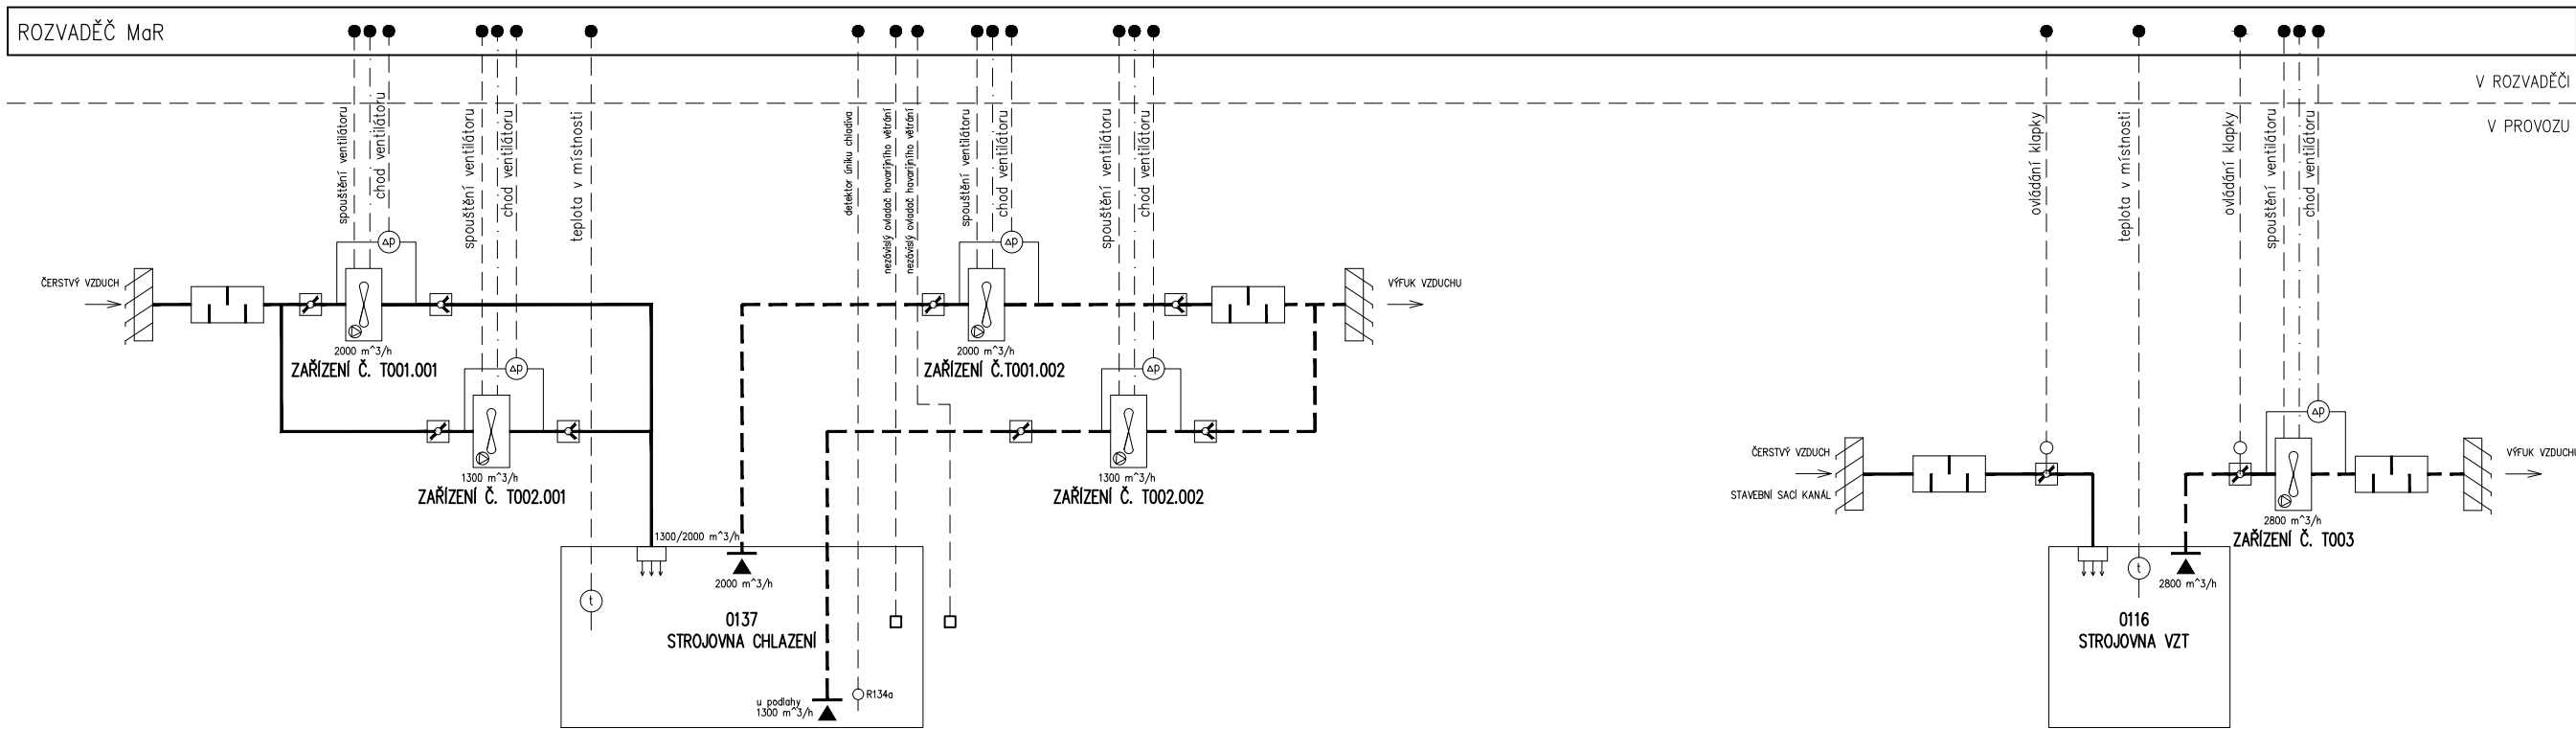 ROZVADĚČ MaR
V ROZVADĚČI
V PROVOZU
spouštění ventilátoru
chod ventilátoru
spouštění ventilátoru
chod ventilátoru
teplota v místnosti
detektor úniku chladiva
nezávislý ovladač havarijního větrání
nezávislý ovladač havarijního větrání
spouštění ventilátoru
chod ventilátoru
spouštění ventilátoru
chod ventilátoru
ovládání klapky
teplota v místnosti
ovládání klapky
spouštění ventilátoru
chod ventilátoru
ČERSTVÝ VZDUCH
Δp
2000 m^3/h
ZAŘÍZENÍ Č. T001.001
Δp
1300 m^3/h
ZAŘÍZENÍ Č. T002.001
Δp
2000 m^3/h
ZAŘÍZENÍ Č.T001.002
Δp
1300 m^3/h
ZAŘÍZENÍ Č. T002.002
VÝFUK VZDUCHU
1300/2000 m^3/h
2000 m^3/h
t
0137
STROJOVNA CHLAZENÍ
u podlahy
1300 m^3/h
R134a
ČERSTVÝ VZDUCH
STAVEBNÍ SACÍ KANÁL
Δp
2800 m^3/h
ZAŘÍZENÍ Č. T003
VÝFUK VZDUCHU
t
2800 m^3/h
0116
STROJOVNA VZT